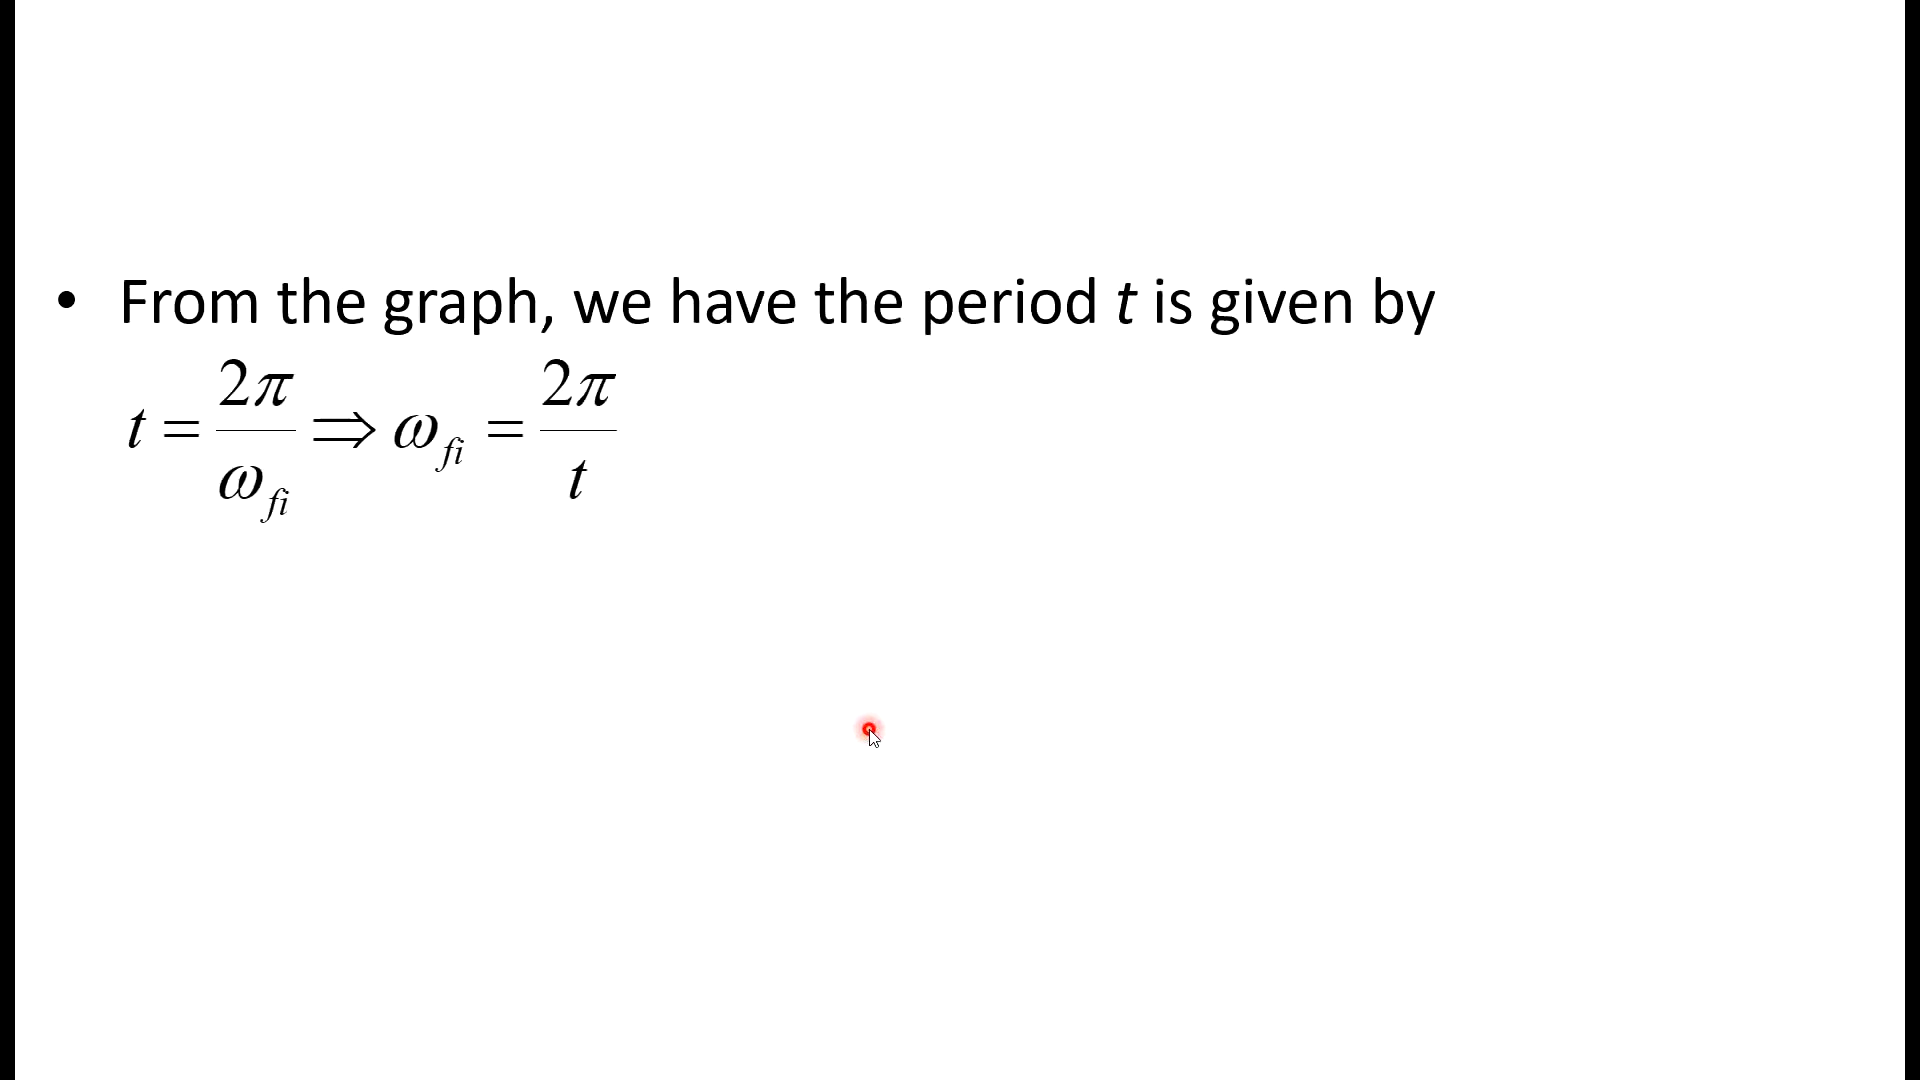 • From the graph, we have the period t is given by
t = 2π/ω_fi ⇒ ω_fi = 2π/t